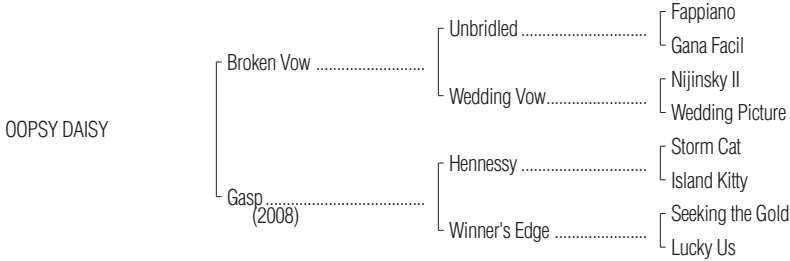 Fappiano
Unbridled ..............................
Gana Facil
Broken Vow ..........................
Nijinsky II
Wedding Vow........................
Wedding Picture
OOPSY DAISY
Storm Cat
Hennessy ..............................
Island Kitty
Gasp......................................
(2008)
Seeking the Gold
Winner's Edge ......................
Lucky Us